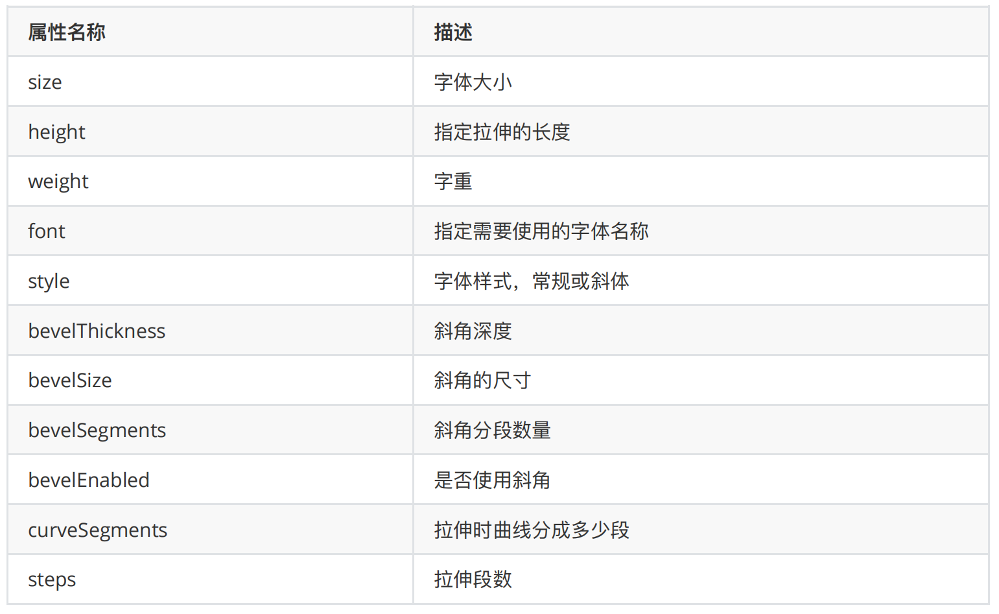 属性名称 描述
size 字体大小
height 指定拉伸的长度
weight 字重
font 指定需要使用的字体名称
style 字体样式，常规或斜体
bevelThickness 斜角深度
bevelSize 斜角的尺寸
bevelSegments 斜角分段数量
bevelEnabled 是否使用斜角
curveSegments 拉伸时曲线分成多少段
steps 拉伸段数